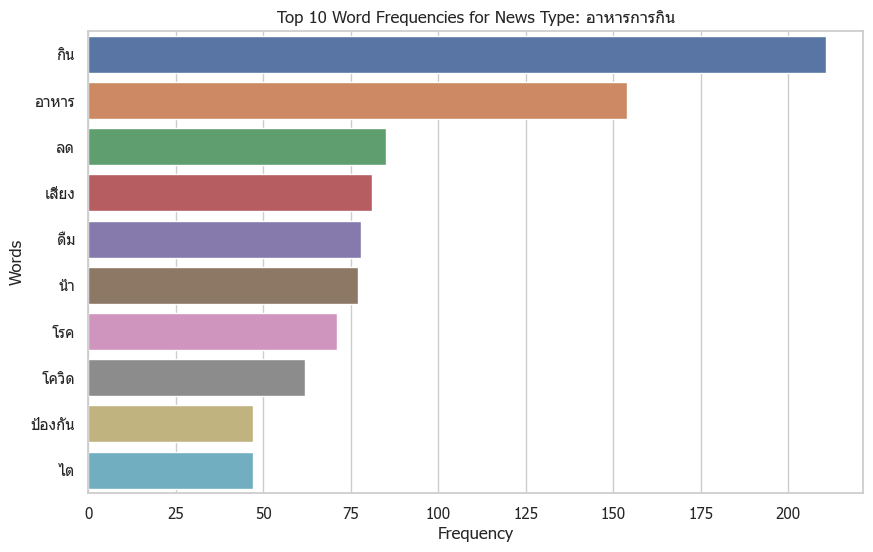 Top 10 Word Frequencies for News Type: อาหารการกิน
Words
กิน
อาหาร
ลด
เสียง
ดืม
น้า
โรค
โควิด
ป้องกัน
ไต
0 25 50 75 100 125 150 175 200
Frequency